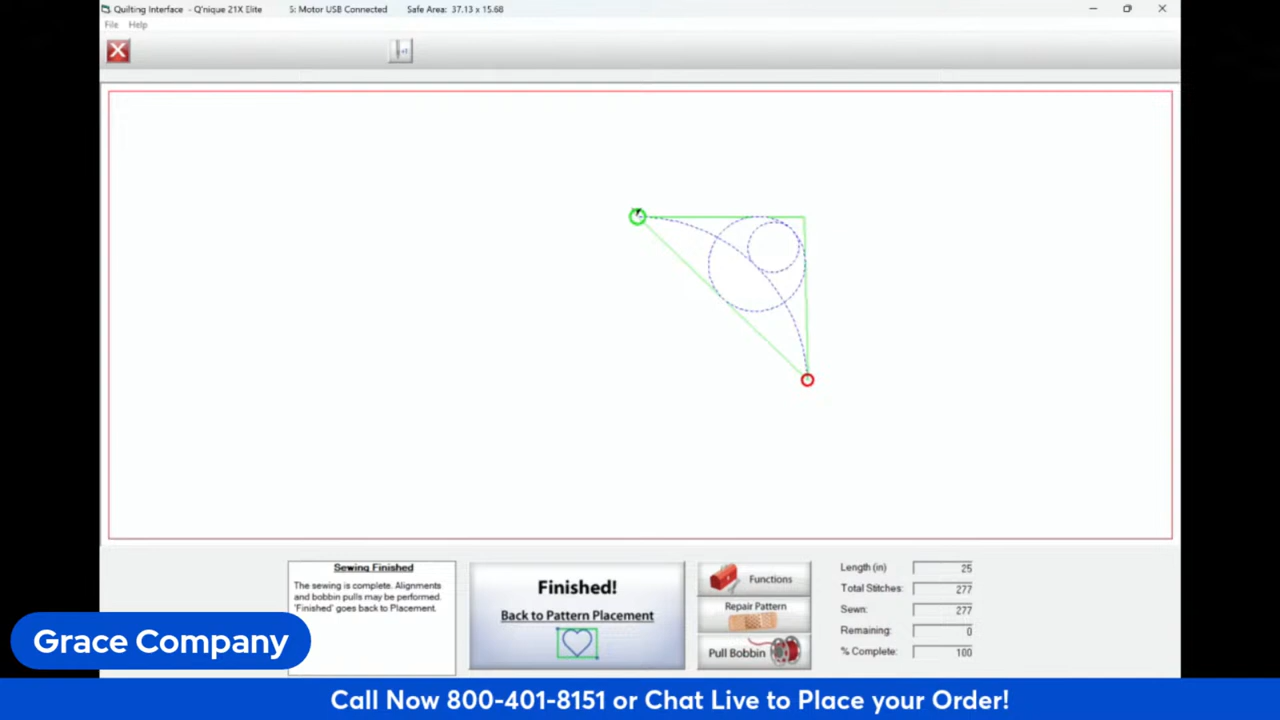 Quilting Interface - Q'nique 21X Elite S: Motor USB Connected Safe Area: 37.13 x 15.68
File Help
Sewing Finished
The sewing is complete. Alignments
and bobbin pulls may be performed.
'Finished' goes back to Placement.
Finished!
Back to Pattern Placement
Functions
Repair Pattern
Pull Bobbin
Length (in) 25
Total Stitches: 277
Sewn: 277
Remaining: 0
% Complete: 100
Grace Company
Call Now 800-401-8151 or Chat Live to Place your Order!